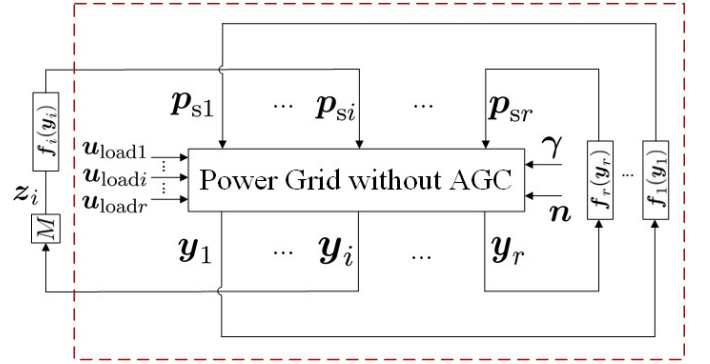 p_s1 ... p_si ... p_sr
f_i(y_i)
u_load1
⋮
u_loadi
⋮
u_loadr
Power Grid without AGC
γ
n
f_r(y_r) ... f_1(y_1)
z_i
M
y_1 ... y_i ... y_r